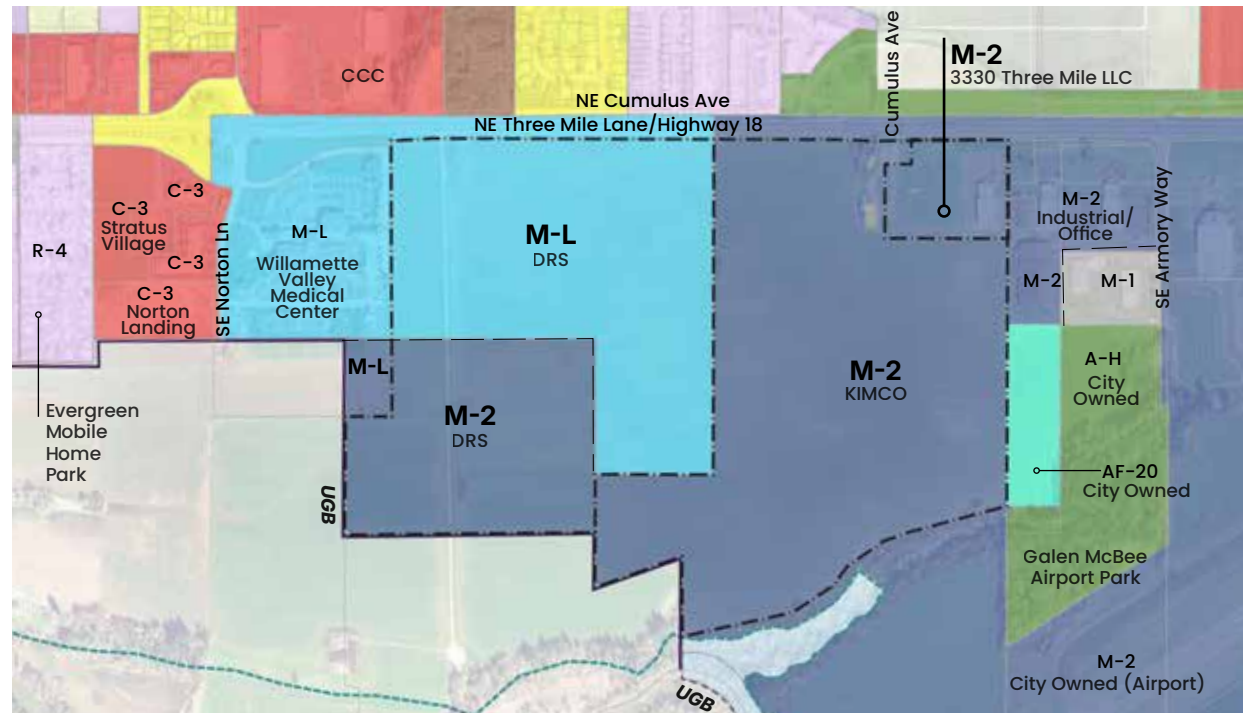 CCC
NE Cumulus Ave
NE Three Mile Lane/Highway 18
Cumulus Ave
M-2
3330 Three Mile LLC
R-4
C-3
C-3
Stratus
Village
C-3
C-3
Norton
Landing
SE Norton Ln
M-L
Willamette
Valley
Medical
Center
M-L
DRS
M-2
Industrial/
Office
SE Armory Way
M-2
M-1
M-L
M-2
DRS
M-2
KIMCO
A-H
City
Owned
AF-20
City Owned
Evergreen
Mobile
Home
Park
UGB
Galen McBee
Airport Park
M-2
City Owned (Airport)
UGB